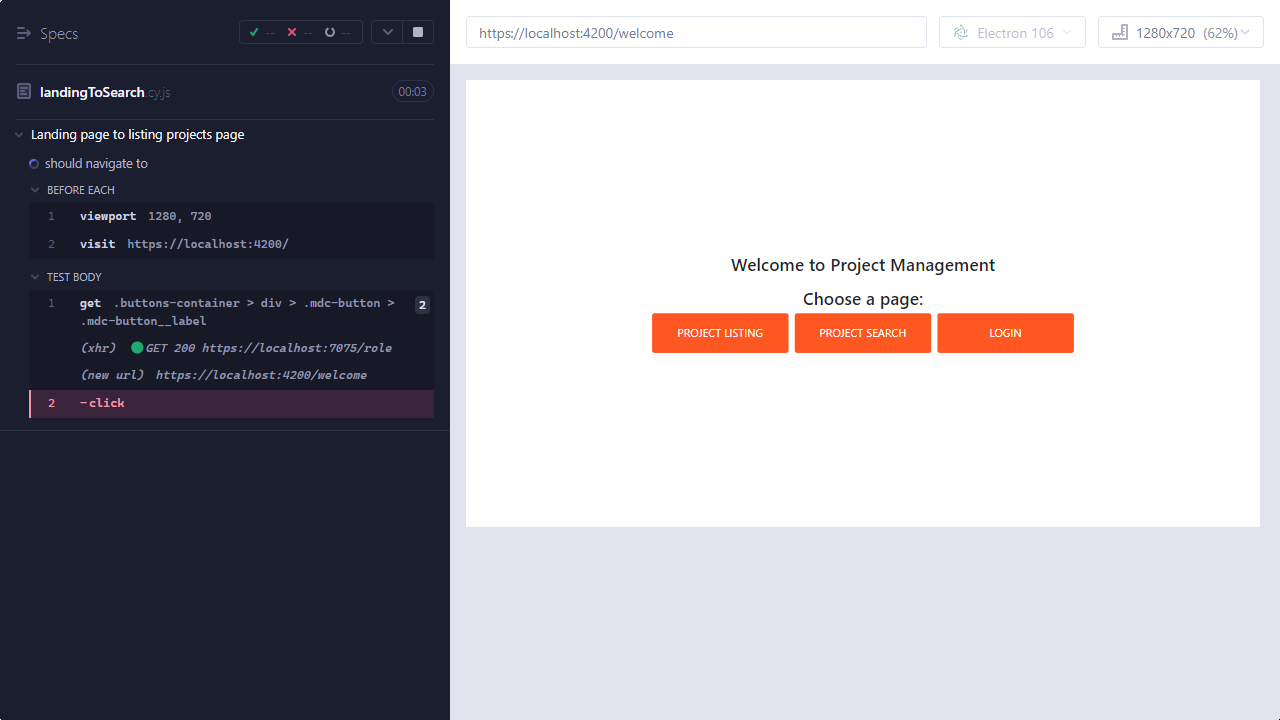 Specs
-- -- --
landingToSearch.cy.js 00:03
Landing page to listing projects page
should navigate to
BEFORE EACH
1 viewport 1280, 720
2 visit https://localhost:4200/
TEST BODY
1 get .buttons-container > div > .mdc-button > 2
.mdc-button__label
(xhr) GET 200 https://localhost:7075/role
(new url) https://localhost:4200/welcome
2 -click
https://localhost:4200/welcome
Electron 106
1280x720 (62%)
Welcome to Project Management
Choose a page:
PROJECT LISTING PROJECT SEARCH LOGIN